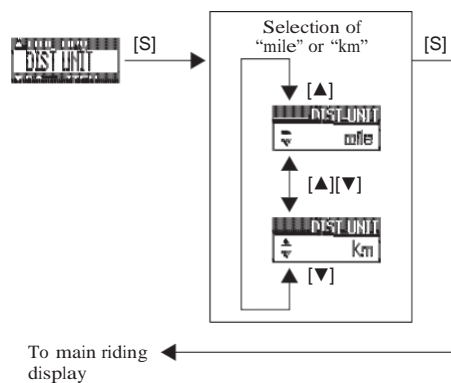 Selection of
“mile” or “km”
[S]
[S]
DIST UNIT
[▲]
DIST-UNIT
mile
[▲][▼]
DIST-UNIT
km
[▼]
To main riding
display